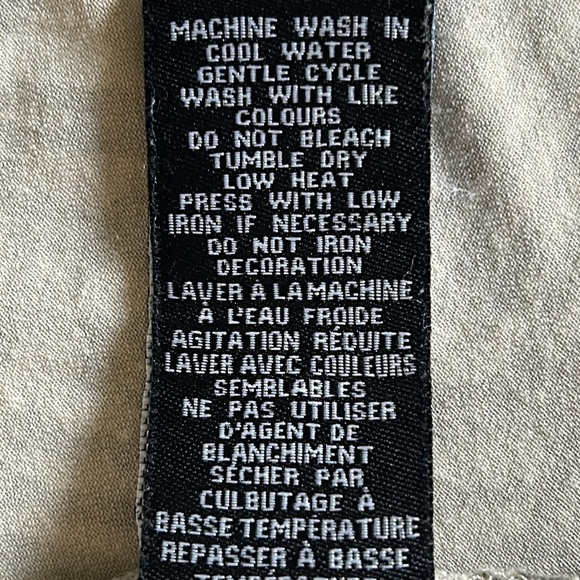 MACHINE WASH IN
COOL WATER
GENTLE CYCLE
WASH WITH LIKE
COLOURS
DO NOT BLEACH
TUMBLE DRY
LOW HEAT
PRESS WITH LOW
IRON IF NECESSARY
DO NOT IRON
DECORATION
LAVER À LA MACHINE
À L'EAU FROIDE
AGITATION RÉDUITE
LAVER AVEC COULEURS
SEMBLABLES
NE PAS UTILISER
D'AGENT DE
BLANCHIMENT
SÉCHER PAR
CULBUTAGE À
BASSE TEMPÉRATURE
REPASSER À BASSE
TEMPÉRATURE